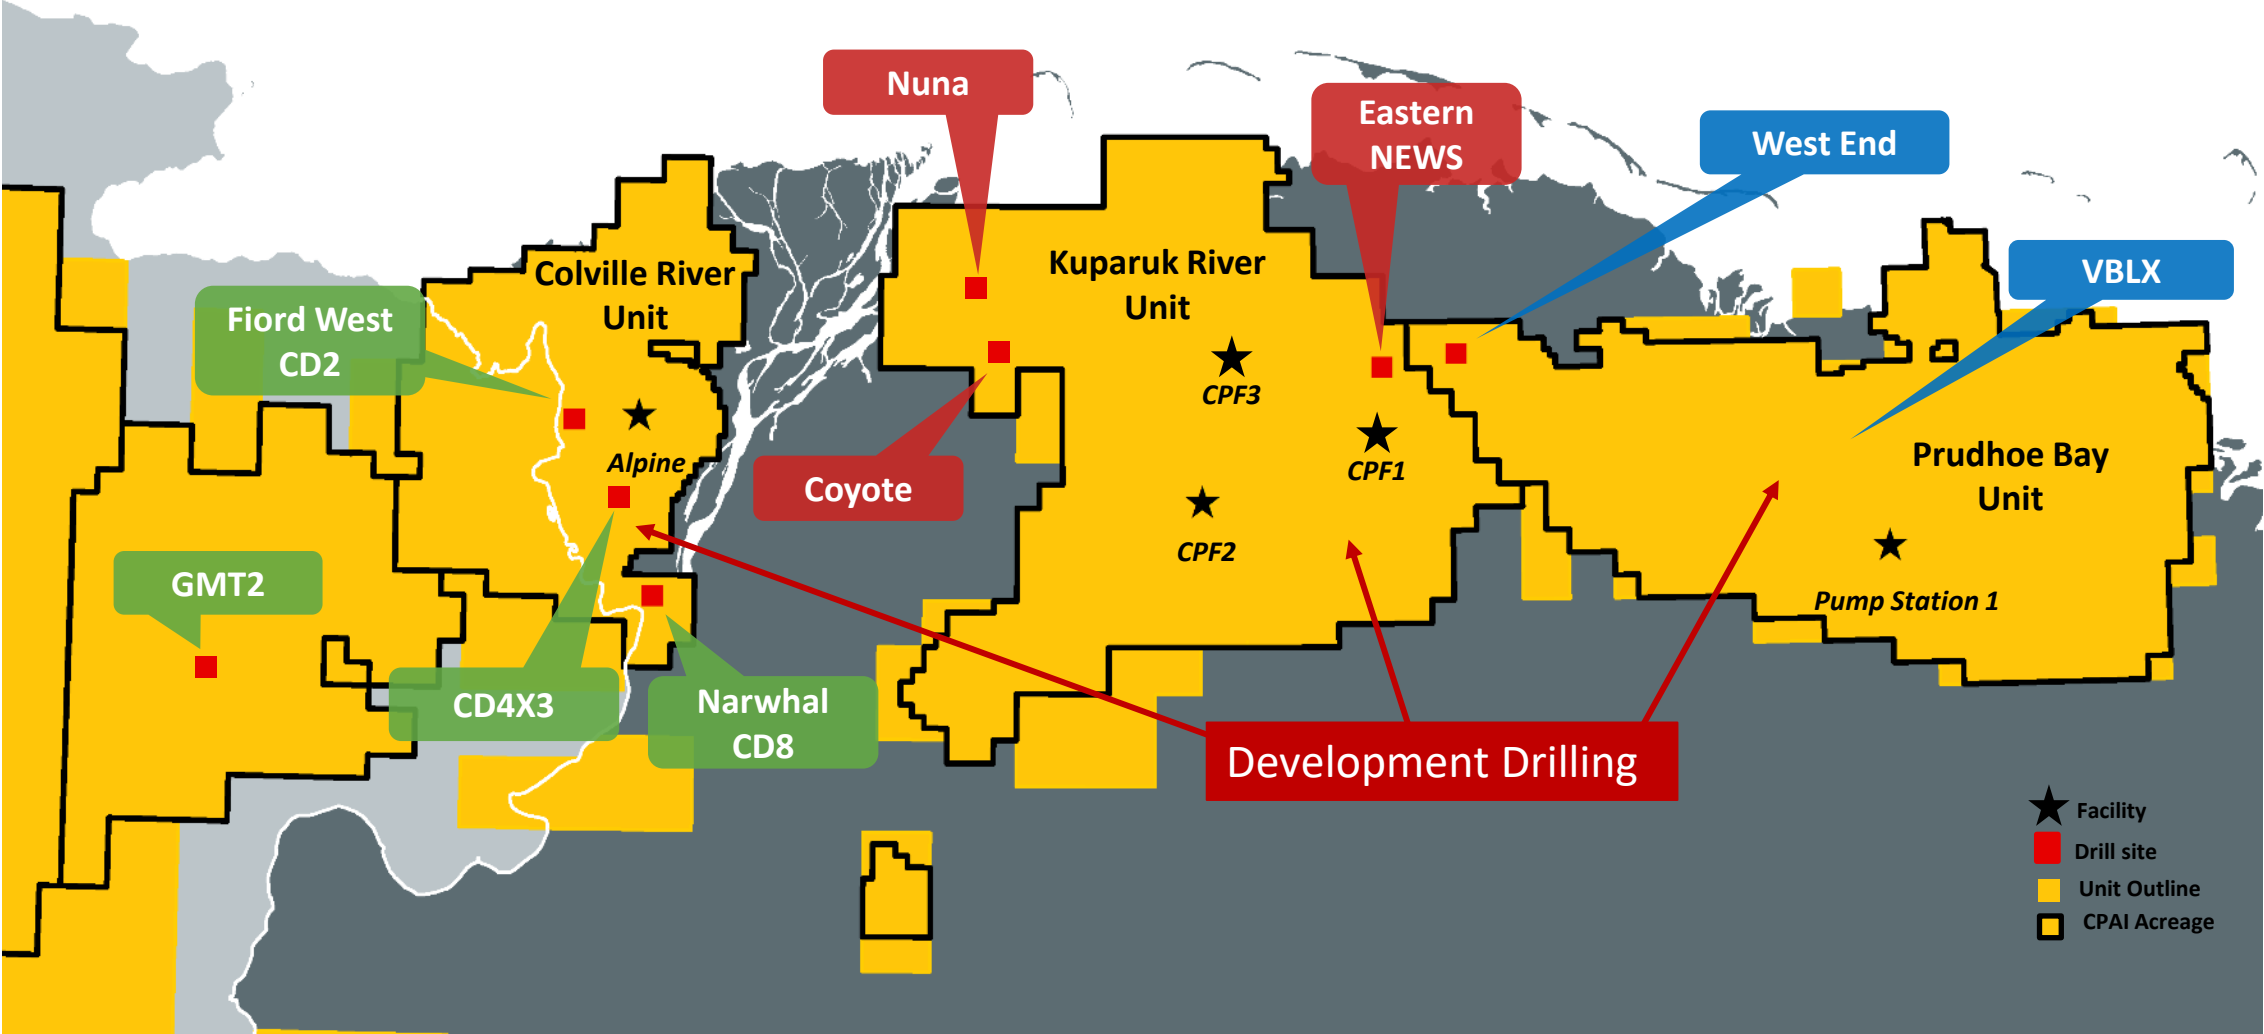 Nuna
Eastern
NEWS
West End
Colville River
Unit
Kuparuk River
Unit
VBLX
Fiord West
CD2
CPF3
Alpine
Coyote
CPF1
Prudhoe Bay
Unit
CPF2
GMT2
Pump Station 1
CD4X3
Narwhal
CD8
Development Drilling
Facility
Drill site
Unit Outline
CPAI Acreage